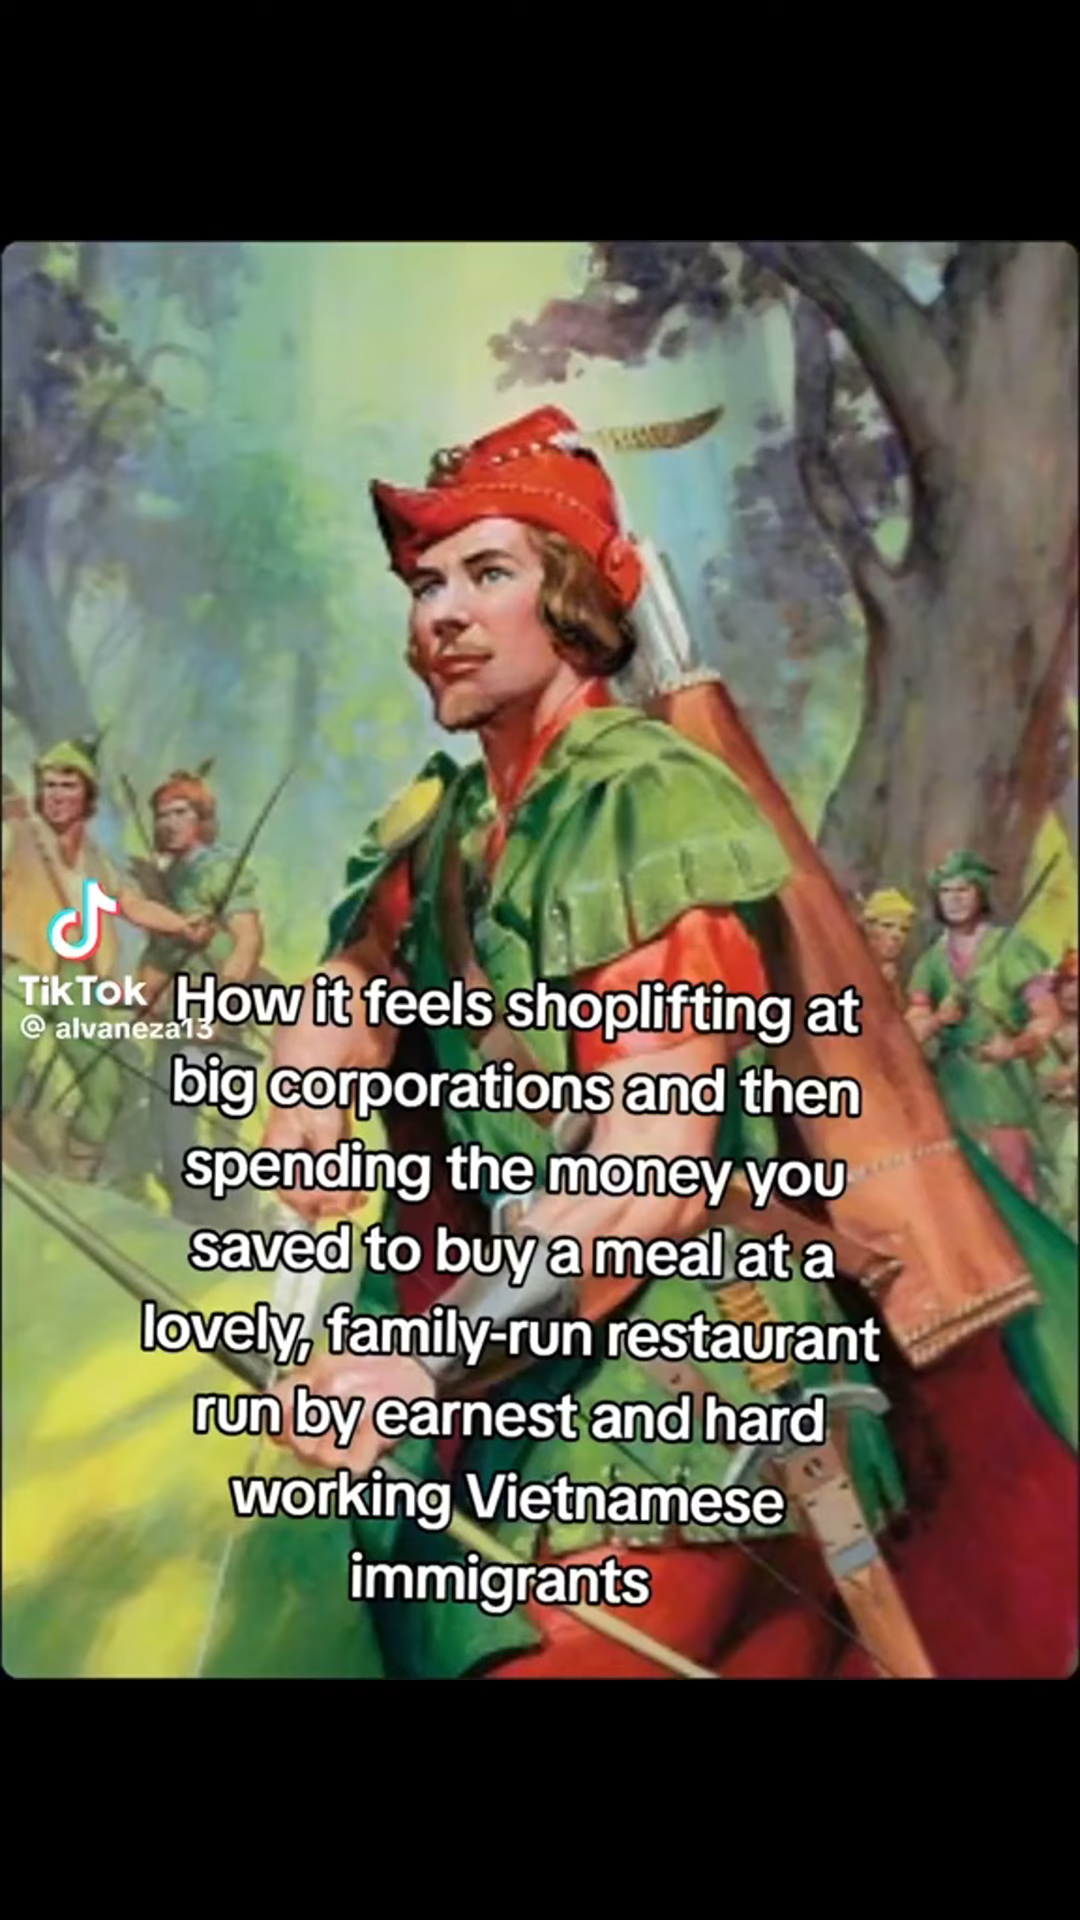 TikTok
@ alvaneza13
How it feels shoplifting at
big corporations and then
spending the money you
saved to buy a meal at a
lovely, family-run restaurant
run by earnest and hard
working Vietnamese
immigrants